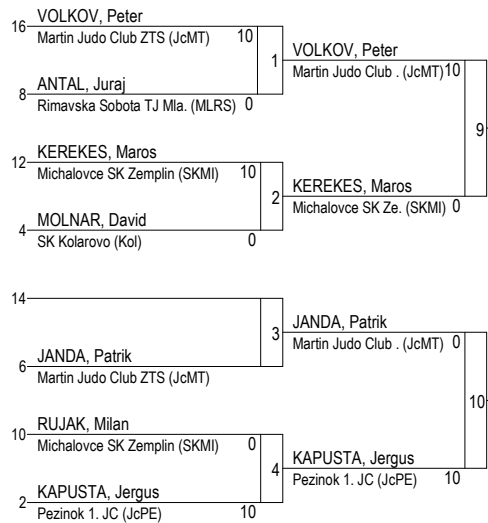 VOLKOV, Peter
16
Martin Judo Club ZTS (JcMT) 10
1
VOLKOV, Peter
Martin Judo Club . (JcMT) 10
ANTAL, Juraj
8
Rimavska Sobota TJ Mla. (MLRS) 0
9
KEREKES, Maros
12
Michalovce SK Zemplin (SKMI) 10
2
KEREKES, Maros
Michalovce SK Ze. (SKMI) 0
MOLNAR, David
4
SK Kolarovo (Kol) 0
14
3
JANDA, Patrik
Martin Judo Club . (JcMT) 0
JANDA, Patrik
6
Martin Judo Club ZTS (JcMT)
10
RUJAK, Milan
10
Michalovce SK Zemplin (SKMI) 0
4
KAPUSTA, Jergus
Pezinok 1. JC (JcPE) 10
KAPUSTA, Jergus
2
Pezinok 1. JC (JcPE) 10